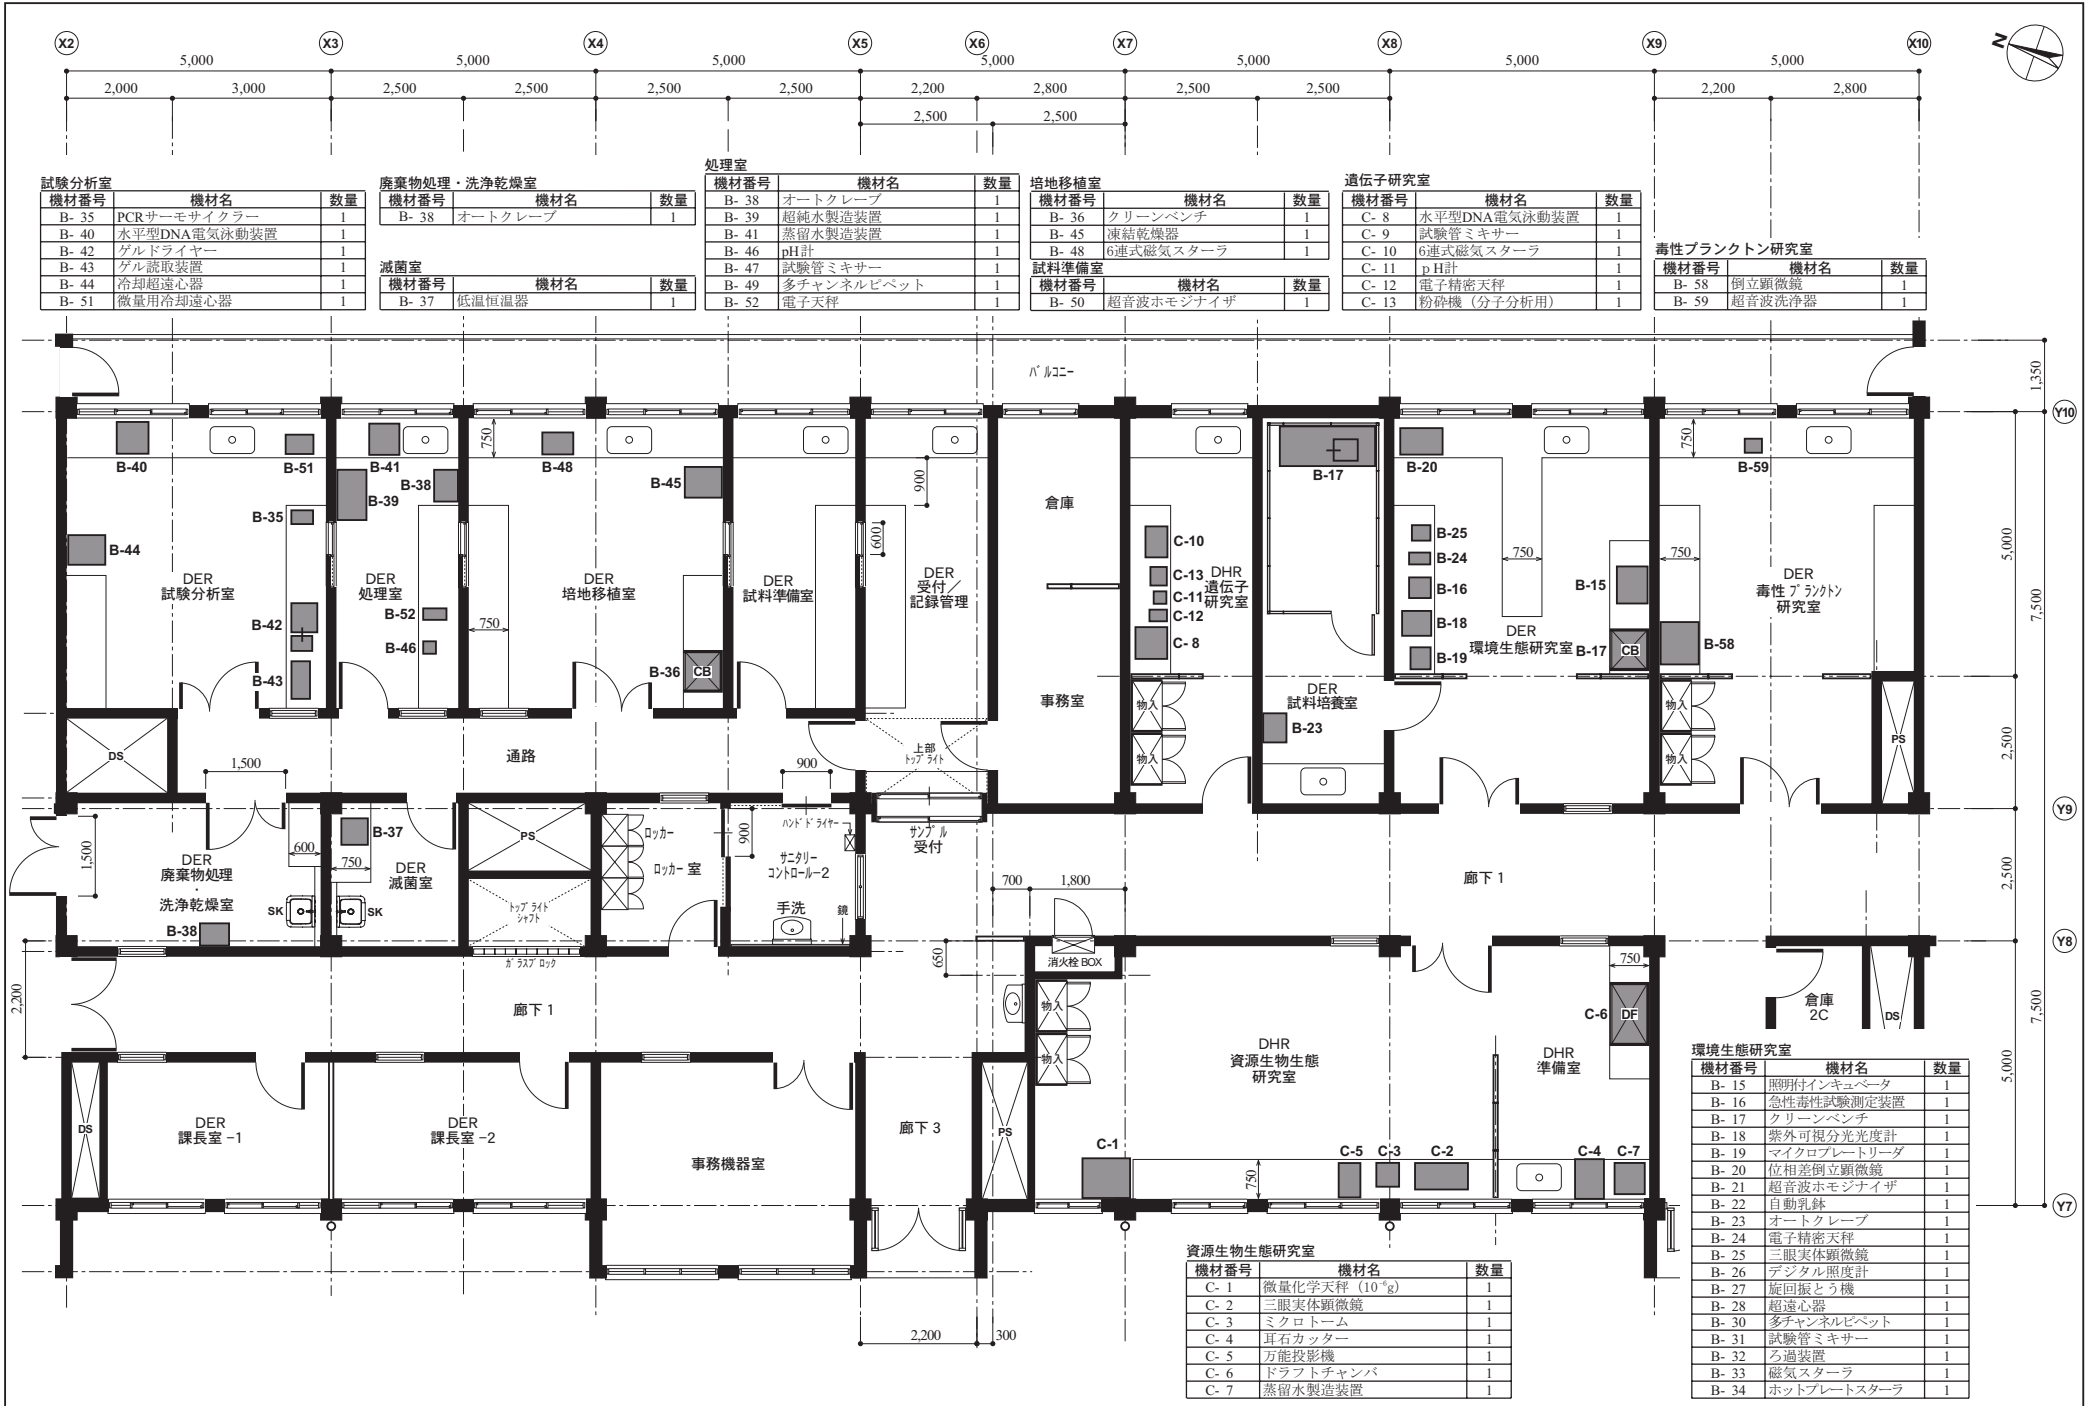 X2 X3 X4 X5 X6 X7 X8 X9 X10
N
5,000 5,000 5,000 5,000 5,000 5,000 5,000
2,000 3,000 2,500 2,500 2,500 2,500 2,200 2,800 2,500 2,500 2,200 2,800
2,500 2,500
試験分析室
機材番号 機材名 数量
B- 35 PCRサーモサイクラー 1
B- 40 水平型DNA電気泳動装置 1
B- 42 ゲルドライヤー 1
B- 43 ゲル読取装置 1
B- 44 冷却超遠心器 1
B- 51 微量用冷却遠心器 1
廃棄物処理・洗浄乾燥室
機材番号 機材名 数量
B- 38 オートクレーブ 1
滅菌室
機材番号 機材名 数量
B- 37 低温恒温器 1
処理室
機材番号 機材名 数量
B- 38 オートクレーブ 1
B- 39 超純水製造装置 1
B- 41 蒸留水製造装置 1
B- 46 pH計 1
B- 47 試験管ミキサー 1
B- 49 多チャンネルピペット 1
B- 52 電子天秤 1
培地移植室
機材番号 機材名 数量
B- 36 クリーンベンチ 1
B- 45 凍結乾燥器 1
B- 48 6連式磁気スターラ 1
試料準備室
機材番号 機材名 数量
B- 50 超音波ホモジナイザ 1
遺伝子研究室
機材番号 機材名 数量
C- 8 水平型DNA電気泳動装置 1
C- 9 試験管ミキサー 1
C- 10 6連式磁気スターラ 1
C- 11 pH計 1
C- 12 電子精密天秤 1
C- 13 粉砕機（分子分析用） 1
毒性プランクトン研究室
機材番号 機材名 数量
B- 58 倒立顕微鏡 1
B- 59 超音波洗浄器 1
バルコニー
1,350
Y10
B-40 B-51 B-41 B-38 B-39 750 B-48 B-45 900 B-17 B-20 750 B-59
B-35
B-44
DER
試験分析室
B-42
B-43
DER
処理室
B-52
B-46
DER
培地移植室
750
B-36 CB
DER
試料準備室
600
DER
受付／
記録管理
倉庫
事務室
C-10
C-13
C-11
C-12
C- 8
DHR
遺伝子
研究室
物入
物入
DER
試料培養室
B-23
B-25
B-24
B-16
B-18
B-19
750
DER
環境生態研究室
B-15
B-17 CB
750
DER
毒性プランクトン
研究室
B-58
物入
物入
PS
5,000
7,500
2,500
Y9
DS
1,500
通路
900
上部
トップライト
1,500
DER
廃棄物処理
・
洗浄乾燥室
600
SK
B-38
B-37
750
DER
滅菌室
SK
PS
トップライト
シャフト
ガラスブロック
ロッカー
ロッカー室
900
ハンドドライヤー
サニタリー
コントロール-2
手洗
鏡
サンプル
受付
700 1,800
廊下 1
2,500
Y8
650
消火栓 BOX
2,200
廊下 1
物入
物入
DHR
資源生物生態
研究室
750
C-6 DF
DHR
準備室
倉庫
2C
DS
7,500
5,000
DS
DER
課長室 -1
DER
課長室 -2
事務機器室
廊下 3
PS
C-1
750
C-5 C-3 C-2 C-4 C-7
Y7
2,200 300
資源生物生態研究室
機材番号 機材名 数量
C- 1 微量化学天秤（10⁻⁶g） 1
C- 2 三眼実体顕微鏡 1
C- 3 ミクロトーム 1
C- 4 耳石カッター 1
C- 5 万能投影機 1
C- 6 ドラフトチャンバ 1
C- 7 蒸留水製造装置 1
環境生態研究室
機材番号 機材名 数量
B- 15 照明付インキュベータ 1
B- 16 急性毒性試験測定装置 1
B- 17 クリーンベンチ 1
B- 18 紫外可視分光光度計 1
B- 19 マイクロプレートリーダ 1
B- 20 位相差倒立顕微鏡 1
B- 21 超音波ホモジナイザ 1
B- 22 自動乳鉢 1
B- 23 オートクレーブ 1
B- 24 電子精密天秤 1
B- 25 三眼実体顕微鏡 1
B- 26 デジタル照度計 1
B- 27 旋回振とう機 1
B- 28 超遠心器 1
B- 30 多チャンネルピペット 1
B- 31 試験管ミキサー 1
B- 32 ろ過装置 1
B- 33 磁気スターラ 1
B- 34 ホットプレートスターラ 1